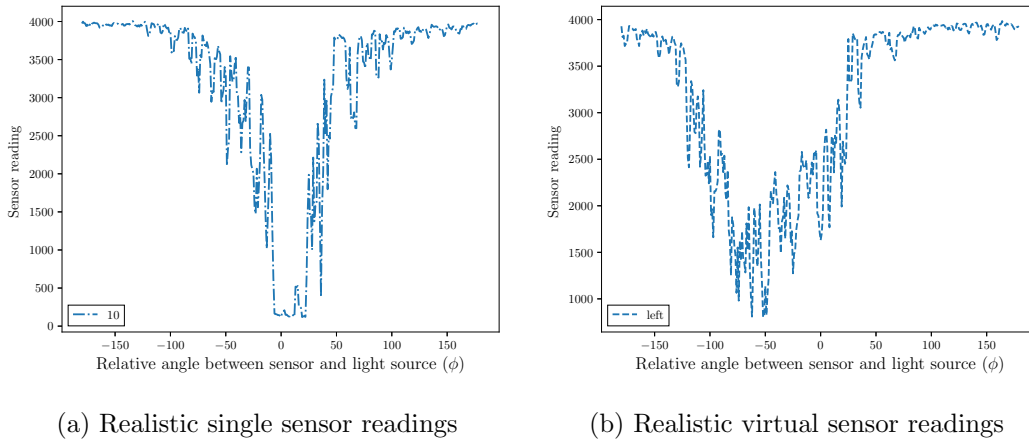 4000
3500
3000
2500
2000
1500
1000
500
0
Sensor reading
10
−150 −100 −50 0 50 100 150
Relative angle between sensor and light source (ϕ)
(a) Realistic single sensor readings
4000
3500
3000
2500
2000
1500
1000
Sensor reading
left
−150 −100 −50 0 50 100 150
Relative angle between sensor and light source (ϕ)
(b) Realistic virtual sensor readings